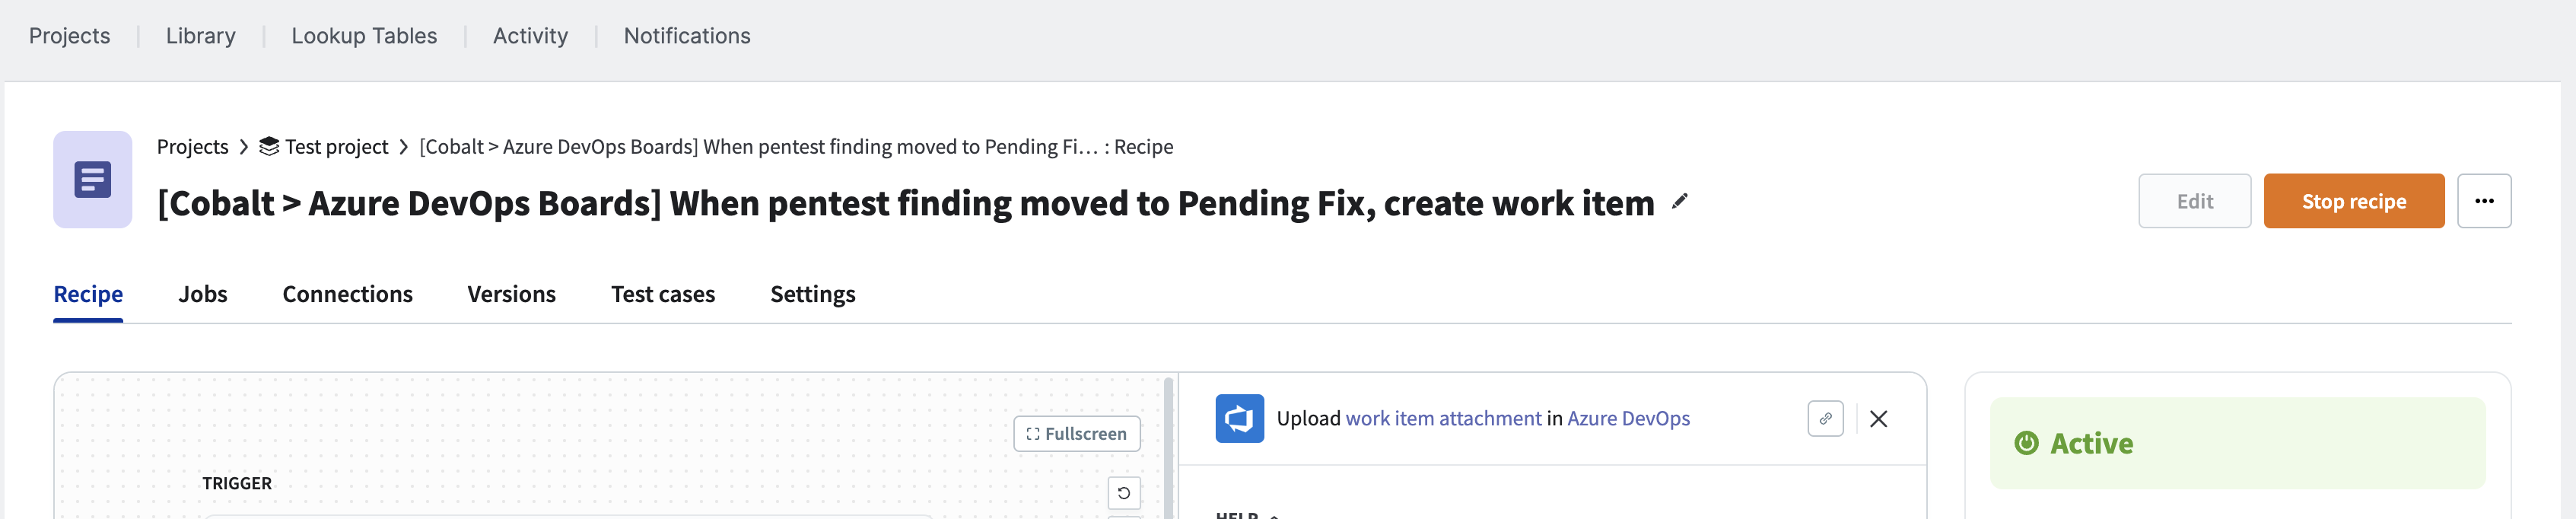 Projects | Library | Lookup Tables | Activity | Notifications
Projects > Test project > [Cobalt > Azure DevOps Boards] When pentest finding moved to Pending Fi... : Recipe
[Cobalt > Azure DevOps Boards] When pentest finding moved to Pending Fix, create work item
Edit
Stop recipe
Recipe Jobs Connections Versions Test cases Settings
Fullscreen
TRIGGER
Upload work item attachment in Azure DevOps
HELP
Active